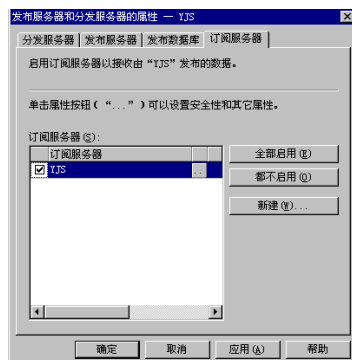 发布服务器和分发服务器的属性 — YJS
分发服务器 发布服务器 发布数据库 订阅服务器
启用订阅服务器以接收由“YJS”发布的数据。
单击属性按钮（“...”）可以设置安全性和其它属性。
订阅服务器(S):
订阅服务器
YJS ..
全部启用(E)
都不启用(O)
新建(W)...
确定 取消 应用(A) 帮助